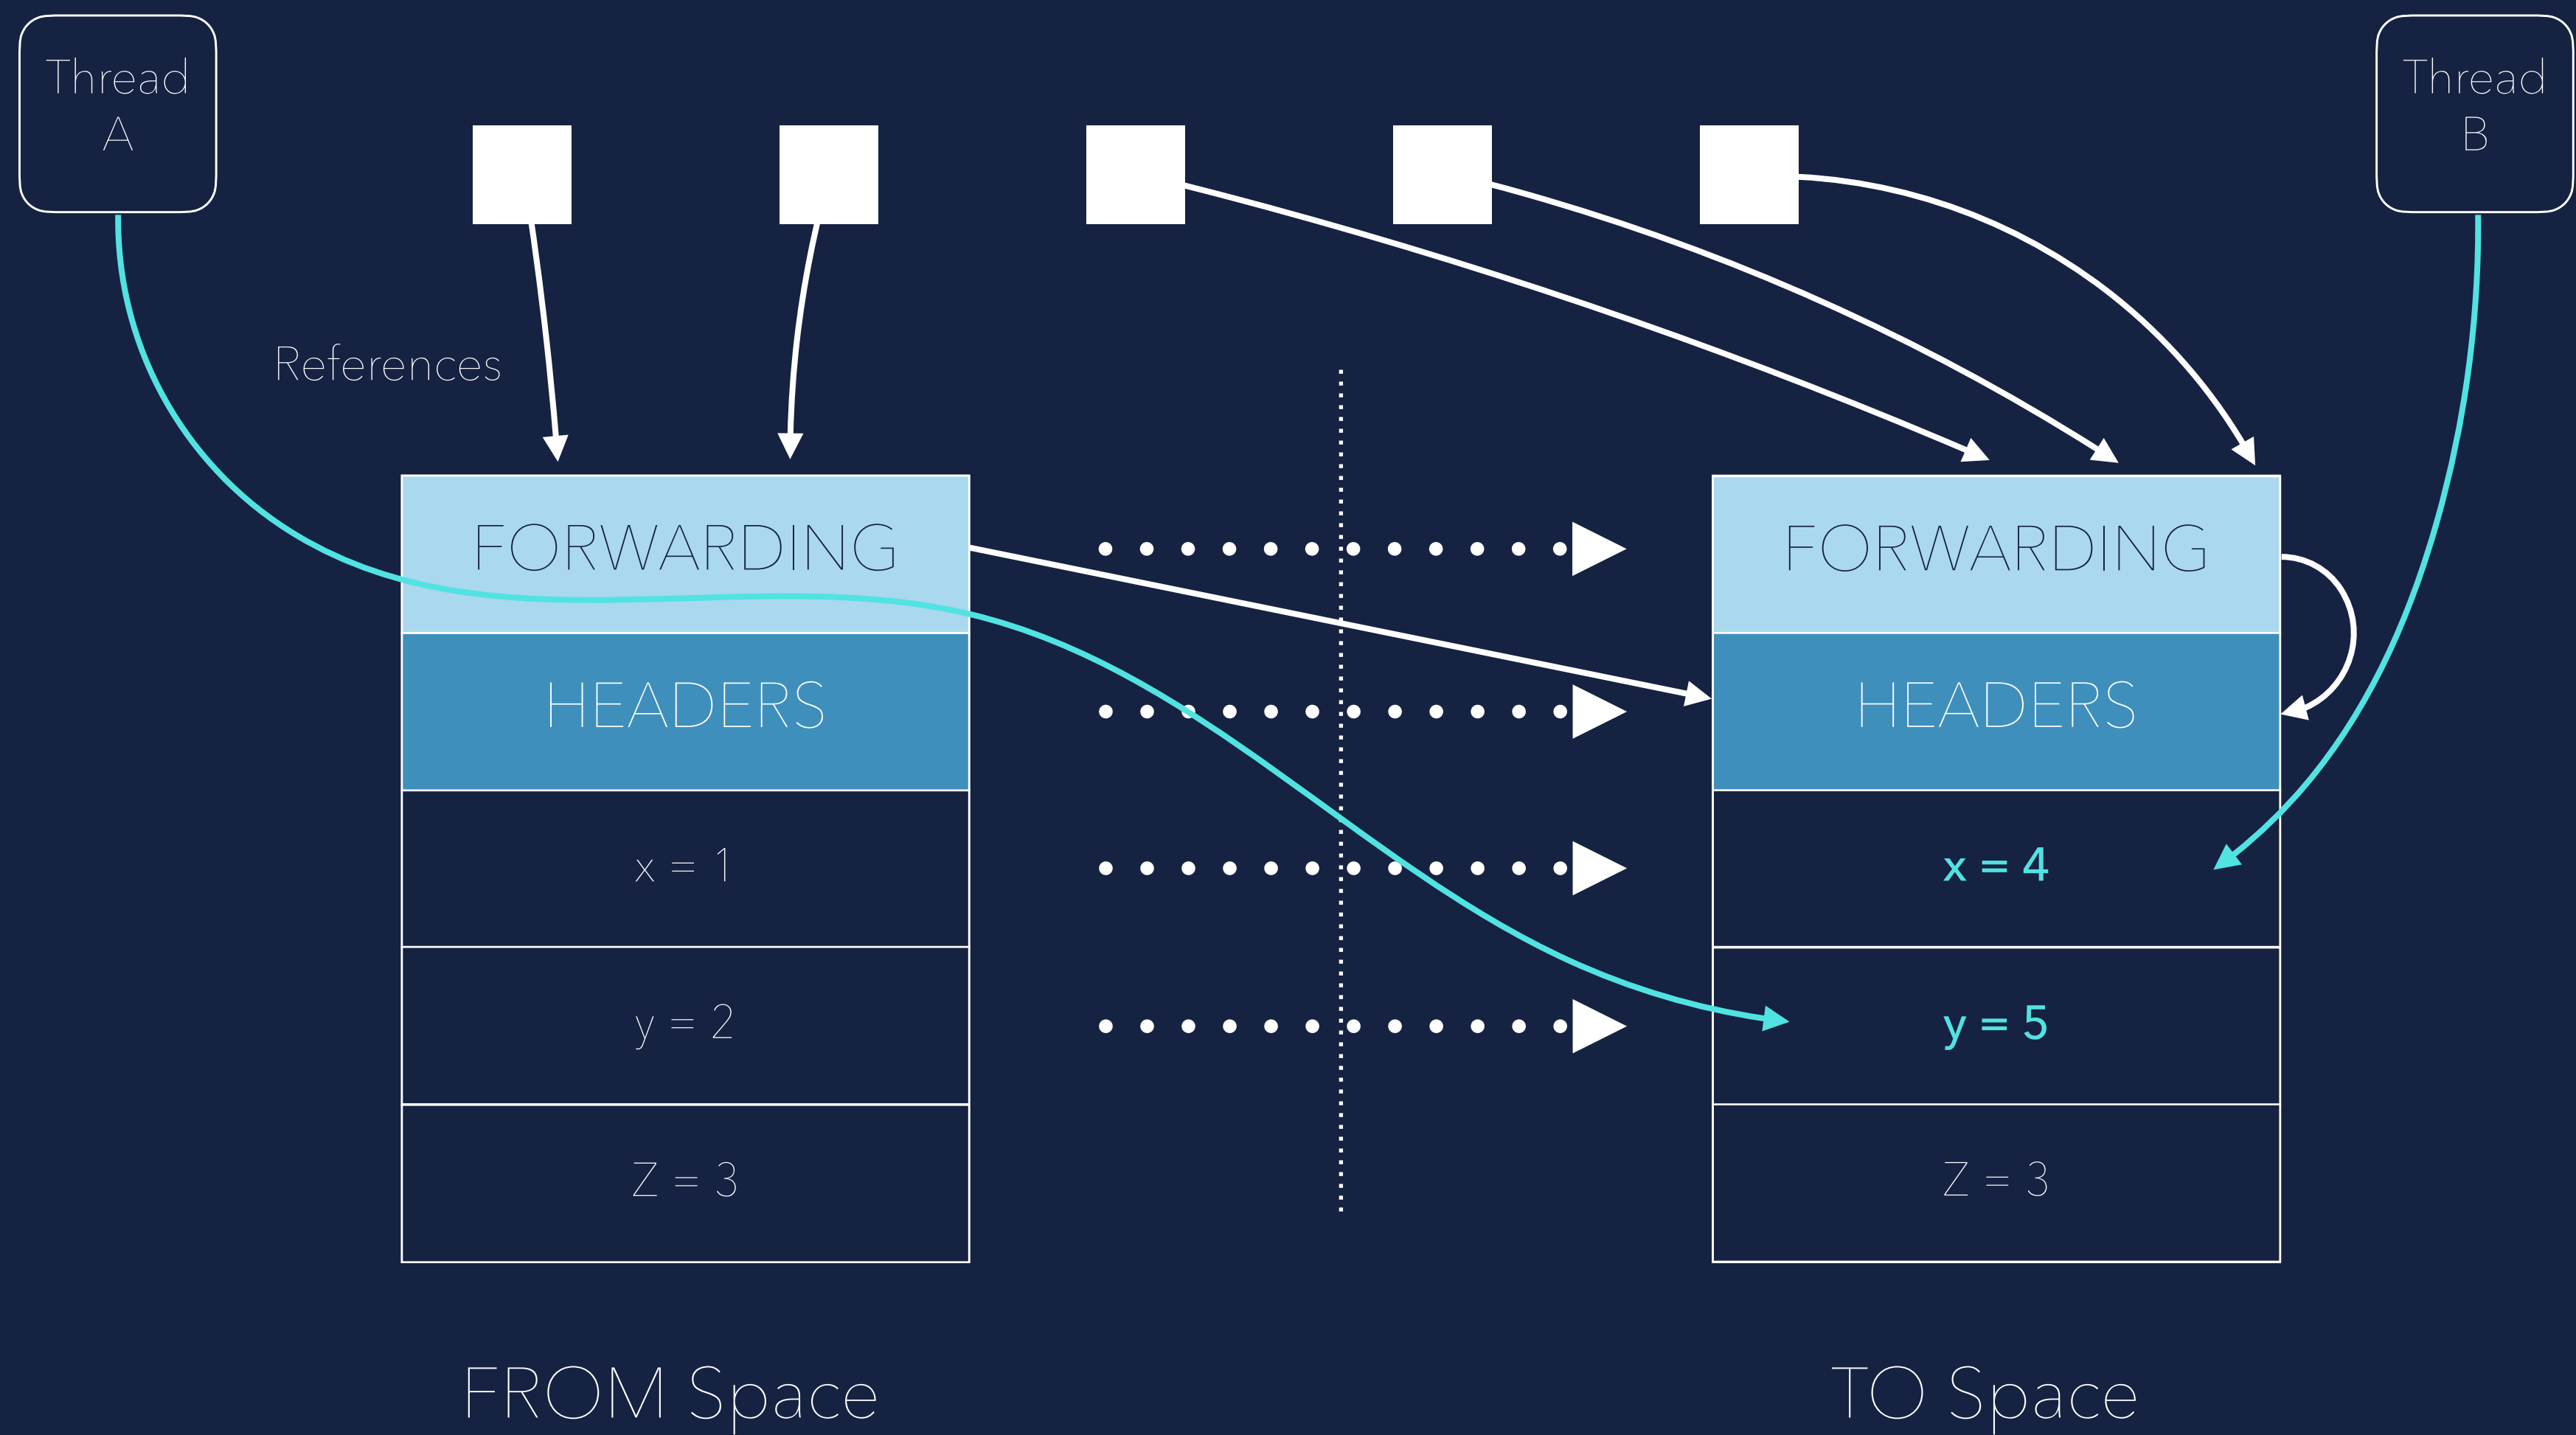 Thread
A
Thread
B
References
FORWARDING
HEADERS
x = 1
y = 2
Z = 3
FORWARDING
HEADERS
x = 4
y = 5
Z = 3
FROM Space
TO Space